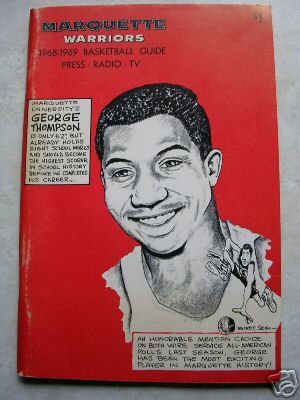 $1
MARQUETTE
WARRIORS
1968-1969 BASKETBALL GUIDE
PRESS - RADIO - TV
MARQUETTE
UNIVERSITY'S
GEORGE
THOMPSON
IS ONLY 6'2", BUT
ALREADY HOLDS
EIGHT SCHOOL MARKS
AND SHOULD BECOME
THE HIGHEST SCORER
IN SCHOOL HISTORY
BEFORE HE COMPLETES
HIS CAREER...
AN HONORABLE MENTION CHOICE
ON BOTH WIRE SERVICE ALL-AMERICAN
POLLS LAST SEASON, GEORGE
HAS BEEN THE MOST EXCITING
PLAYER IN MARQUETTE HISTORY!